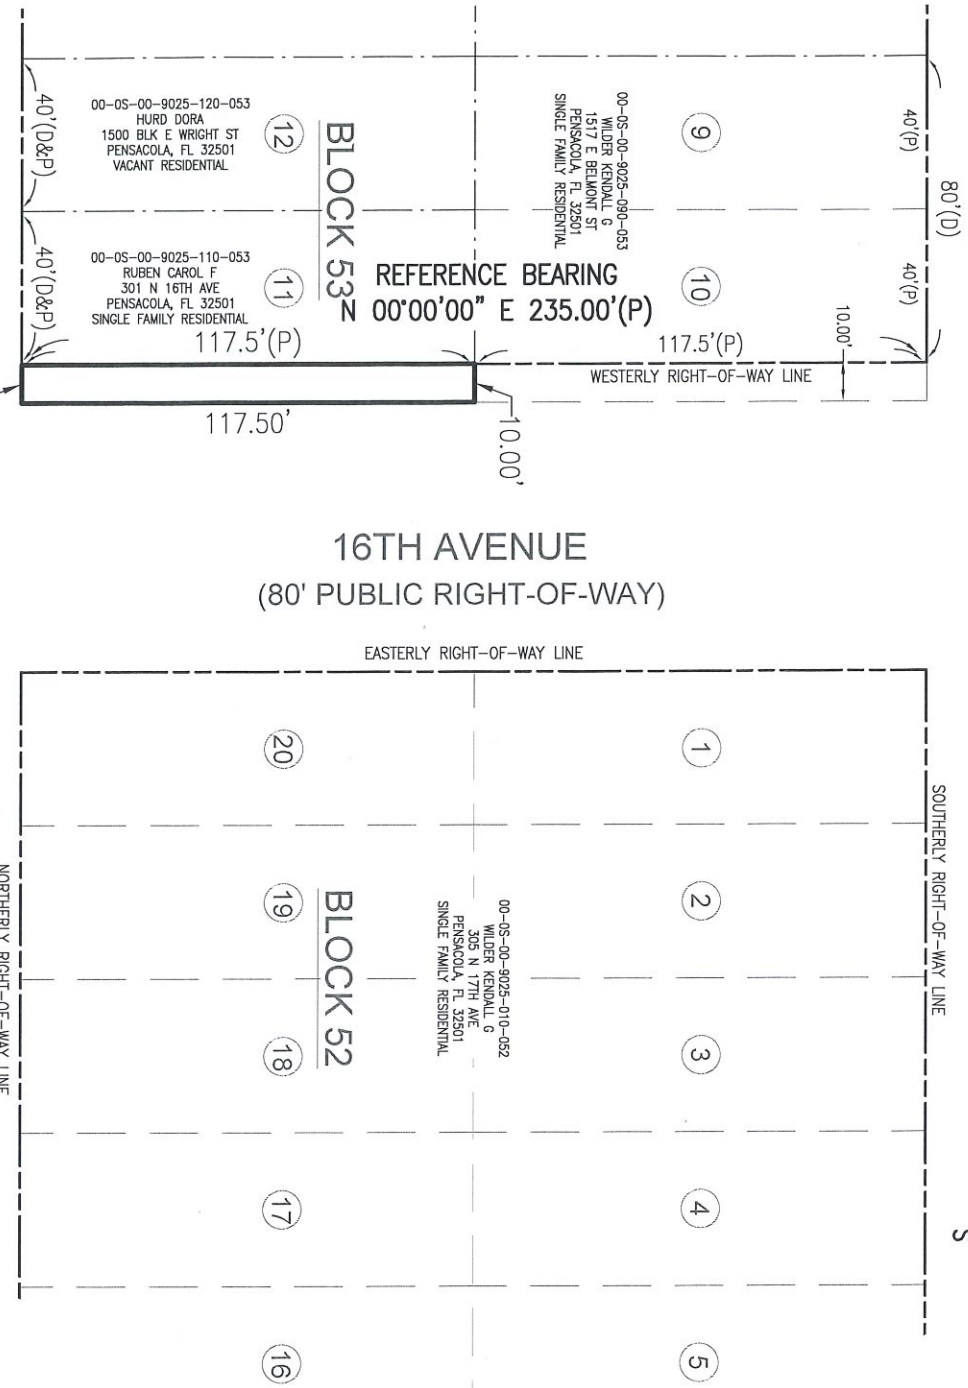 40'(D&P)
00-0S-00-9025-120-053
HURD DORA
1500 BLK E WRIGHT ST
PENSACOLA, FL 32501
VACANT RESIDENTIAL
12
BLOCK 53
00-0S-00-9025-090-053
WILDER KENDALL G
1517 E BELMONT ST
PENSACOLA, FL 32501
SINGLE FAMILY RESIDENTIAL
9
40'(P)
80'(D)
40'(D&P)
00-0S-00-9025-110-053
RUBEN CAROL F
301 N 16TH AVE
PENSACOLA, FL 32501
SINGLE FAMILY RESIDENTIAL
11
10
40'(P)
REFERENCE BEARING
N 00°00'00" E 235.00'(P)
117.5'(P)
117.5'(P)
10.00'
WESTERLY RIGHT-OF-WAY LINE
117.50'
10.00'
16TH AVENUE
(80' PUBLIC RIGHT-OF-WAY)
EASTERLY RIGHT-OF-WAY LINE
20
1
SOUTHERLY RIGHT-OF-WAY LINE
NORTHERLY RIGHT-OF-WAY LINE
19
BLOCK 52
00-0S-00-9025-010-052
WILDER KENDALL G
305 N 17TH AVE
PENSACOLA, FL 32501
SINGLE FAMILY RESIDENTIAL
2
18
3
17
4
S
16
5